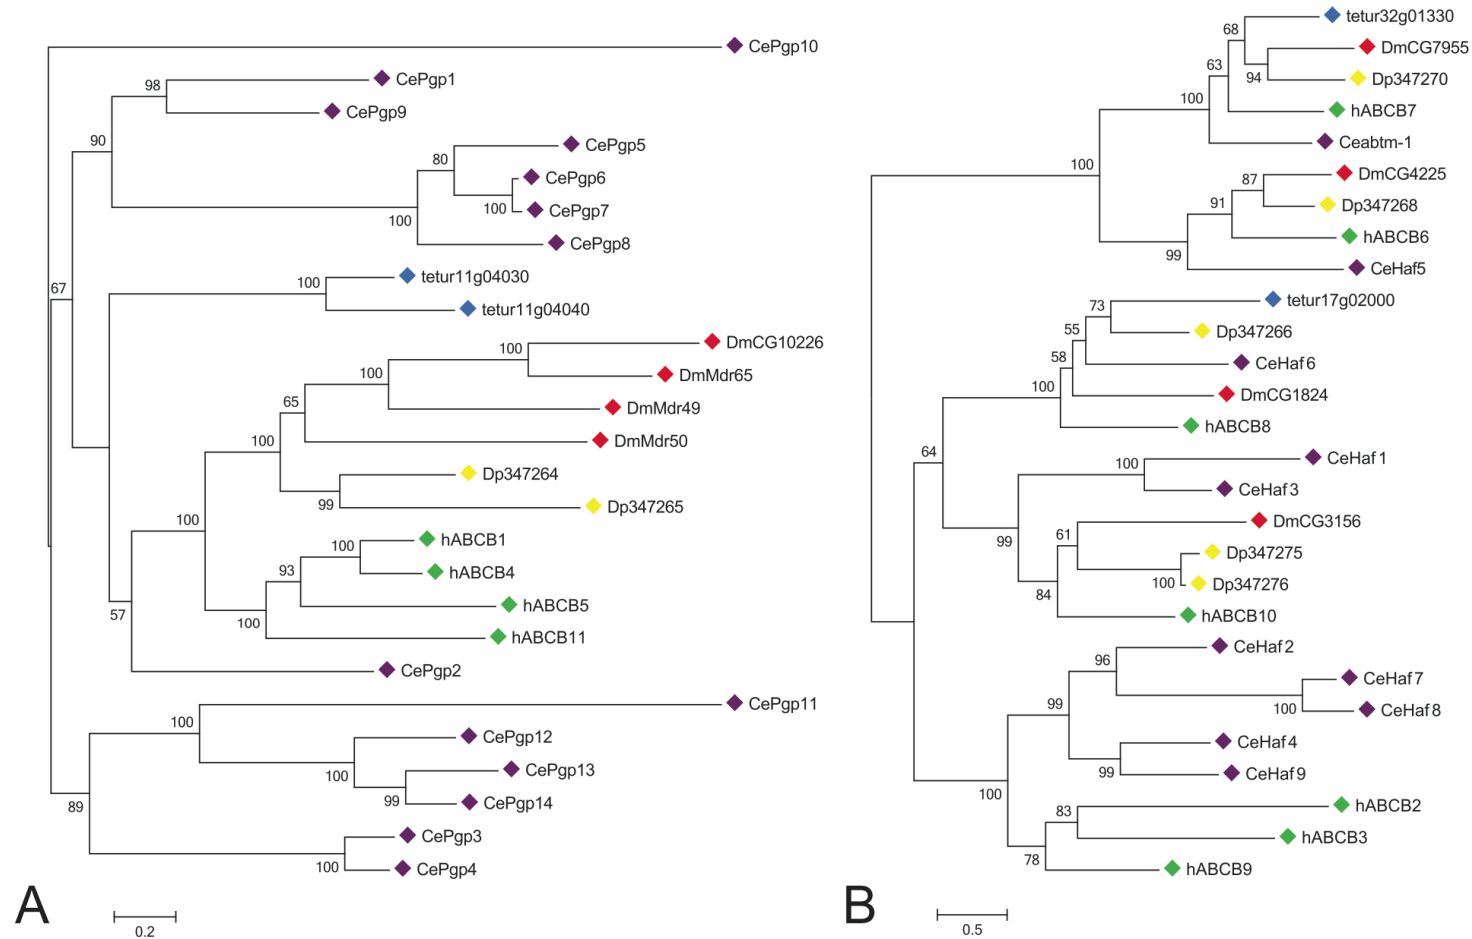 CePgp10
98
CePgp1
CePgp9
90
80
CePgp5
CePgp6
100
CePgp7
100
CePgp8
67
100
tetur11g04030
tetur11g04040
100
DmCG10226
DmMdr65
100
DmMdr49
65
DmMdr50
100
Dp347264
99
Dp347265
100
100
hABCB1
hABCB4
93
hABCB5
100
hABCB11
57
CePgp2
100
CePgp11
CePgp12
100
CePgp13
99
CePgp14
89
CePgp3
100
CePgp4
A
0.2
tetur32g01330
68
DmCG7955
94
Dp347270
63
hABCB7
100
Ceabtm-1
100
87
DmCG4225
Dp347268
91
hABCB6
99
CeHaf5
73
tetur17g02000
Dp347266
55
CeHaf6
58
DmCG1824
100
hABCB8
64
100
CeHaf1
CeHaf3
99
61
DmCG3156
Dp347275
100
Dp347276
84
hABCB10
96
CeHaf2
CeHaf7
100
CeHaf8
99
CeHaf4
99
CeHaf9
100
83
hABCB2
hABCB3
78
hABCB9
B
0.5